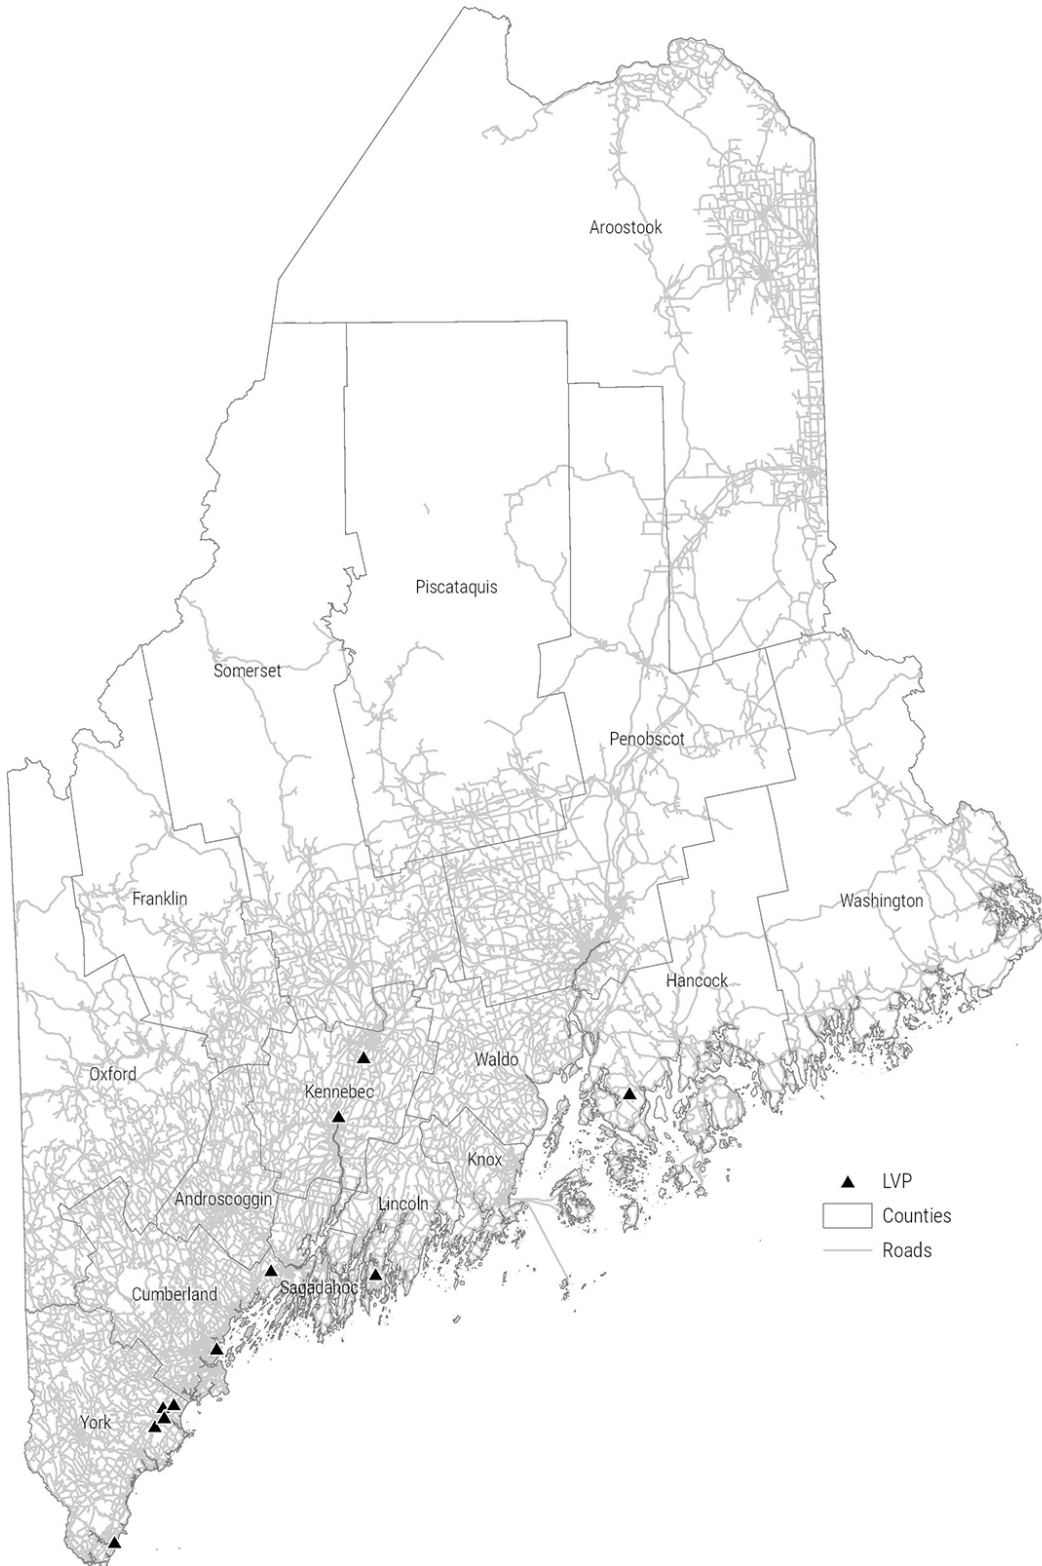 Aroostook
Piscataquis
Somerset
Penobscot
Franklin
Washington
Hancock
Oxford
Waldo
Kennebec
Knox
Androscoggin
Lincoln
Sagadahoc
Cumberland
York
LVP
Counties
Roads